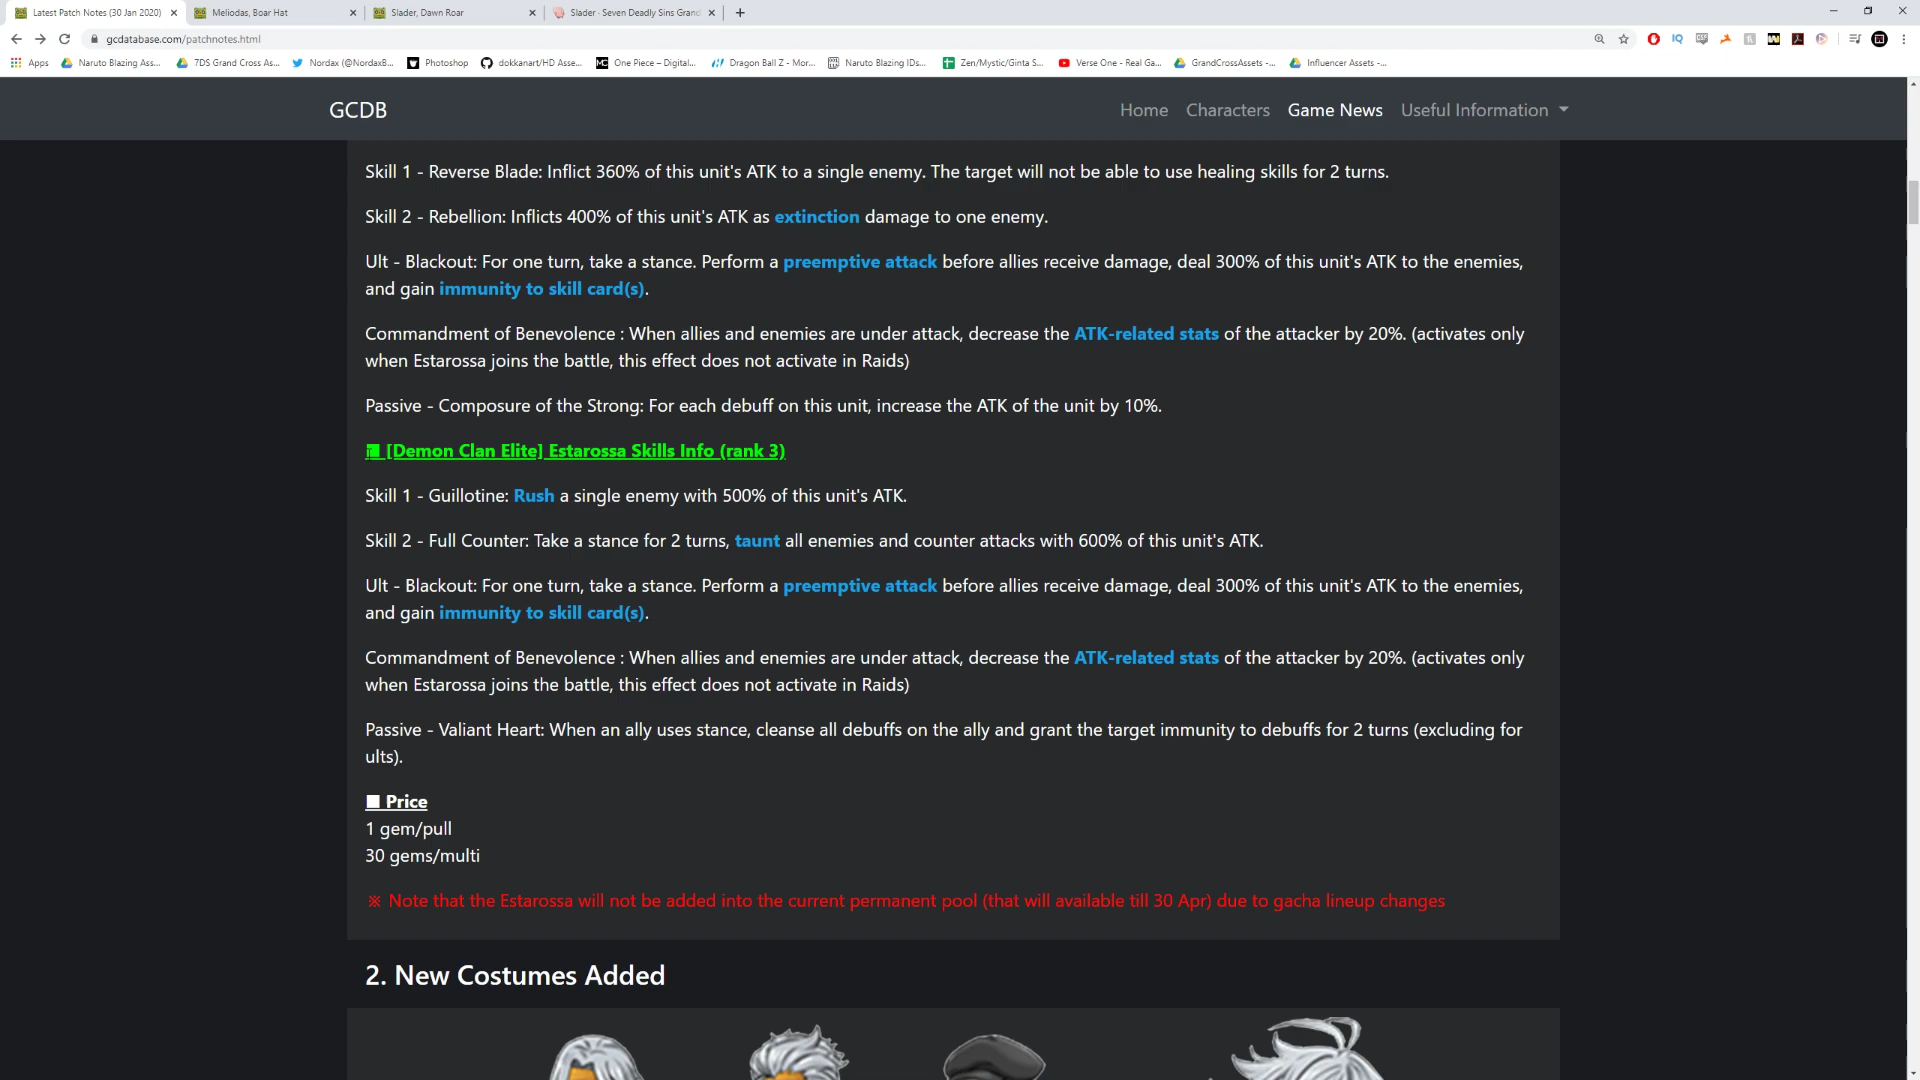 Latest Patch Notes (30 Jan 2020)
Meliodas, Boar Hat
Slader, Dawn Roar
Slader - Seven Deadly Sins Grand
gcdatabase.com/patchnotes.html
Apps
Naruto Blazing Ass...
7DS Grand Cross As...
Nordax (@NordaxB...
Photoshop
dokkanart/HD Asse...
One Piece – Digital...
Dragon Ball Z - Mor...
Naruto Blazing IDs...
Zen/Mystic/Ginta S...
Verse One - Real Ga...
GrandCrossAssets -...
Influencer Assets -...
GCDB
Home
Characters
Game News
Useful Information
Skill 1 - Reverse Blade: Inflict 360% of this unit's ATK to a single enemy. The target will not be able to use healing skills for 2 turns.
Skill 2 - Rebellion: Inflicts 400% of this unit's ATK as extinction damage to one enemy.
Ult - Blackout: For one turn, take a stance. Perform a preemptive attack before allies receive damage, deal 300% of this unit's ATK to the enemies,
and gain immunity to skill card(s).
Commandment of Benevolence : When allies and enemies are under attack, decrease the ATK-related stats of the attacker by 20%. (activates only
when Estarossa joins the battle, this effect does not activate in Raids)
Passive - Composure of the Strong: For each debuff on this unit, increase the ATK of the unit by 10%.
■ [Demon Clan Elite] Estarossa Skills Info (rank 3)
Skill 1 - Guillotine: Rush a single enemy with 500% of this unit's ATK.
Skill 2 - Full Counter: Take a stance for 2 turns, taunt all enemies and counter attacks with 600% of this unit's ATK.
Ult - Blackout: For one turn, take a stance. Perform a preemptive attack before allies receive damage, deal 300% of this unit's ATK to the enemies,
and gain immunity to skill card(s).
Commandment of Benevolence : When allies and enemies are under attack, decrease the ATK-related stats of the attacker by 20%. (activates only
when Estarossa joins the battle, this effect does not activate in Raids)
Passive - Valiant Heart: When an ally uses stance, cleanse all debuffs on the ally and grant the target immunity to debuffs for 2 turns (excluding for
ults).
■ Price
1 gem/pull
30 gems/multi
※ Note that the Estarossa will not be added into the current permanent pool (that will available till 30 Apr) due to gacha lineup changes
2. New Costumes Added